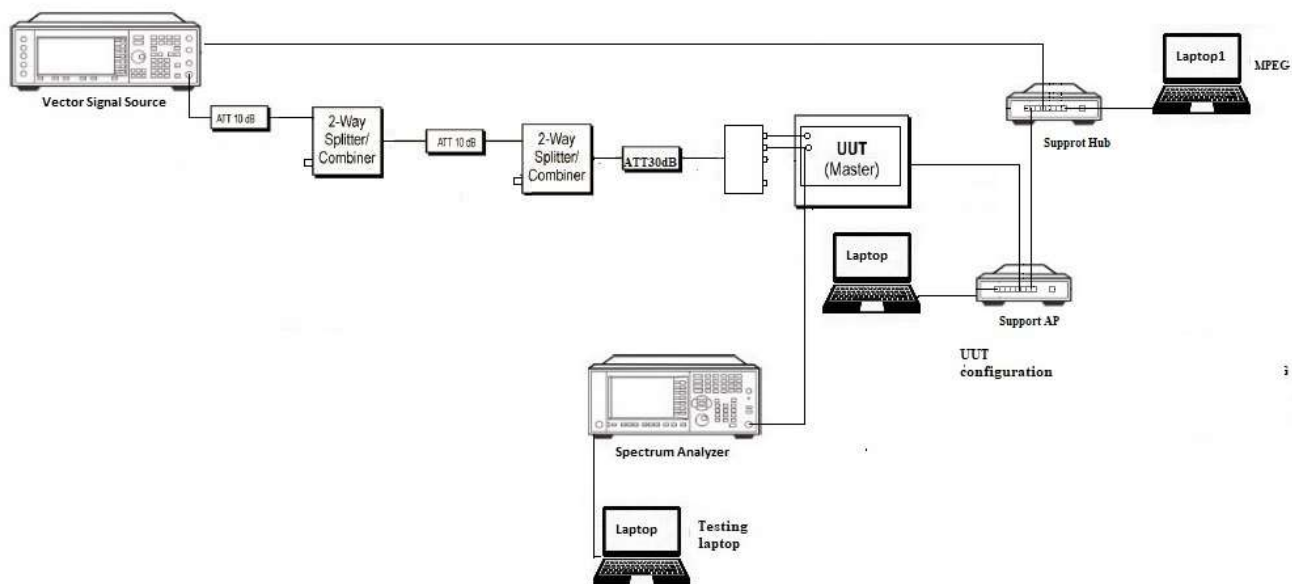 Vector Signal Source
ATT 10 dB
2-Way
Splitter/
Combiner
ATT 10 dB
2-Way
Splitter/
Combiner
ATT30dB
UUT
(Master)
Laptop1
MPEG
Supprot Hub
Laptop
Support AP
UUT
configuration
Spectrum Analyzer
Laptop
Testing
laptop